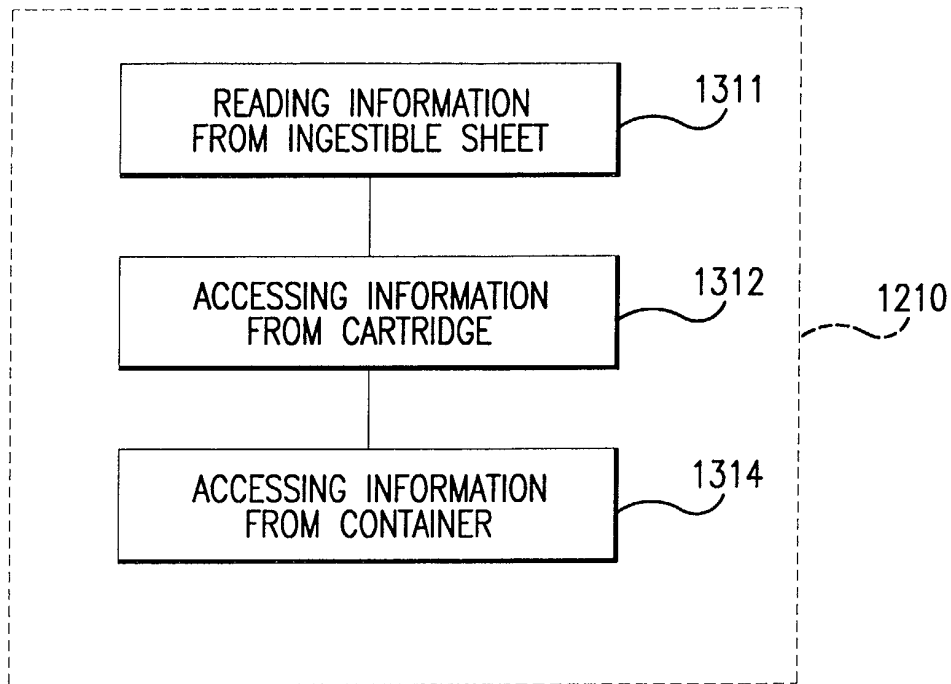 READING INFORMATION
FROM INGESTIBLE SHEET
1311
ACCESSING INFORMATION
FROM CARTRIDGE
1312
1210
ACCESSING INFORMATION
FROM CONTAINER
1314